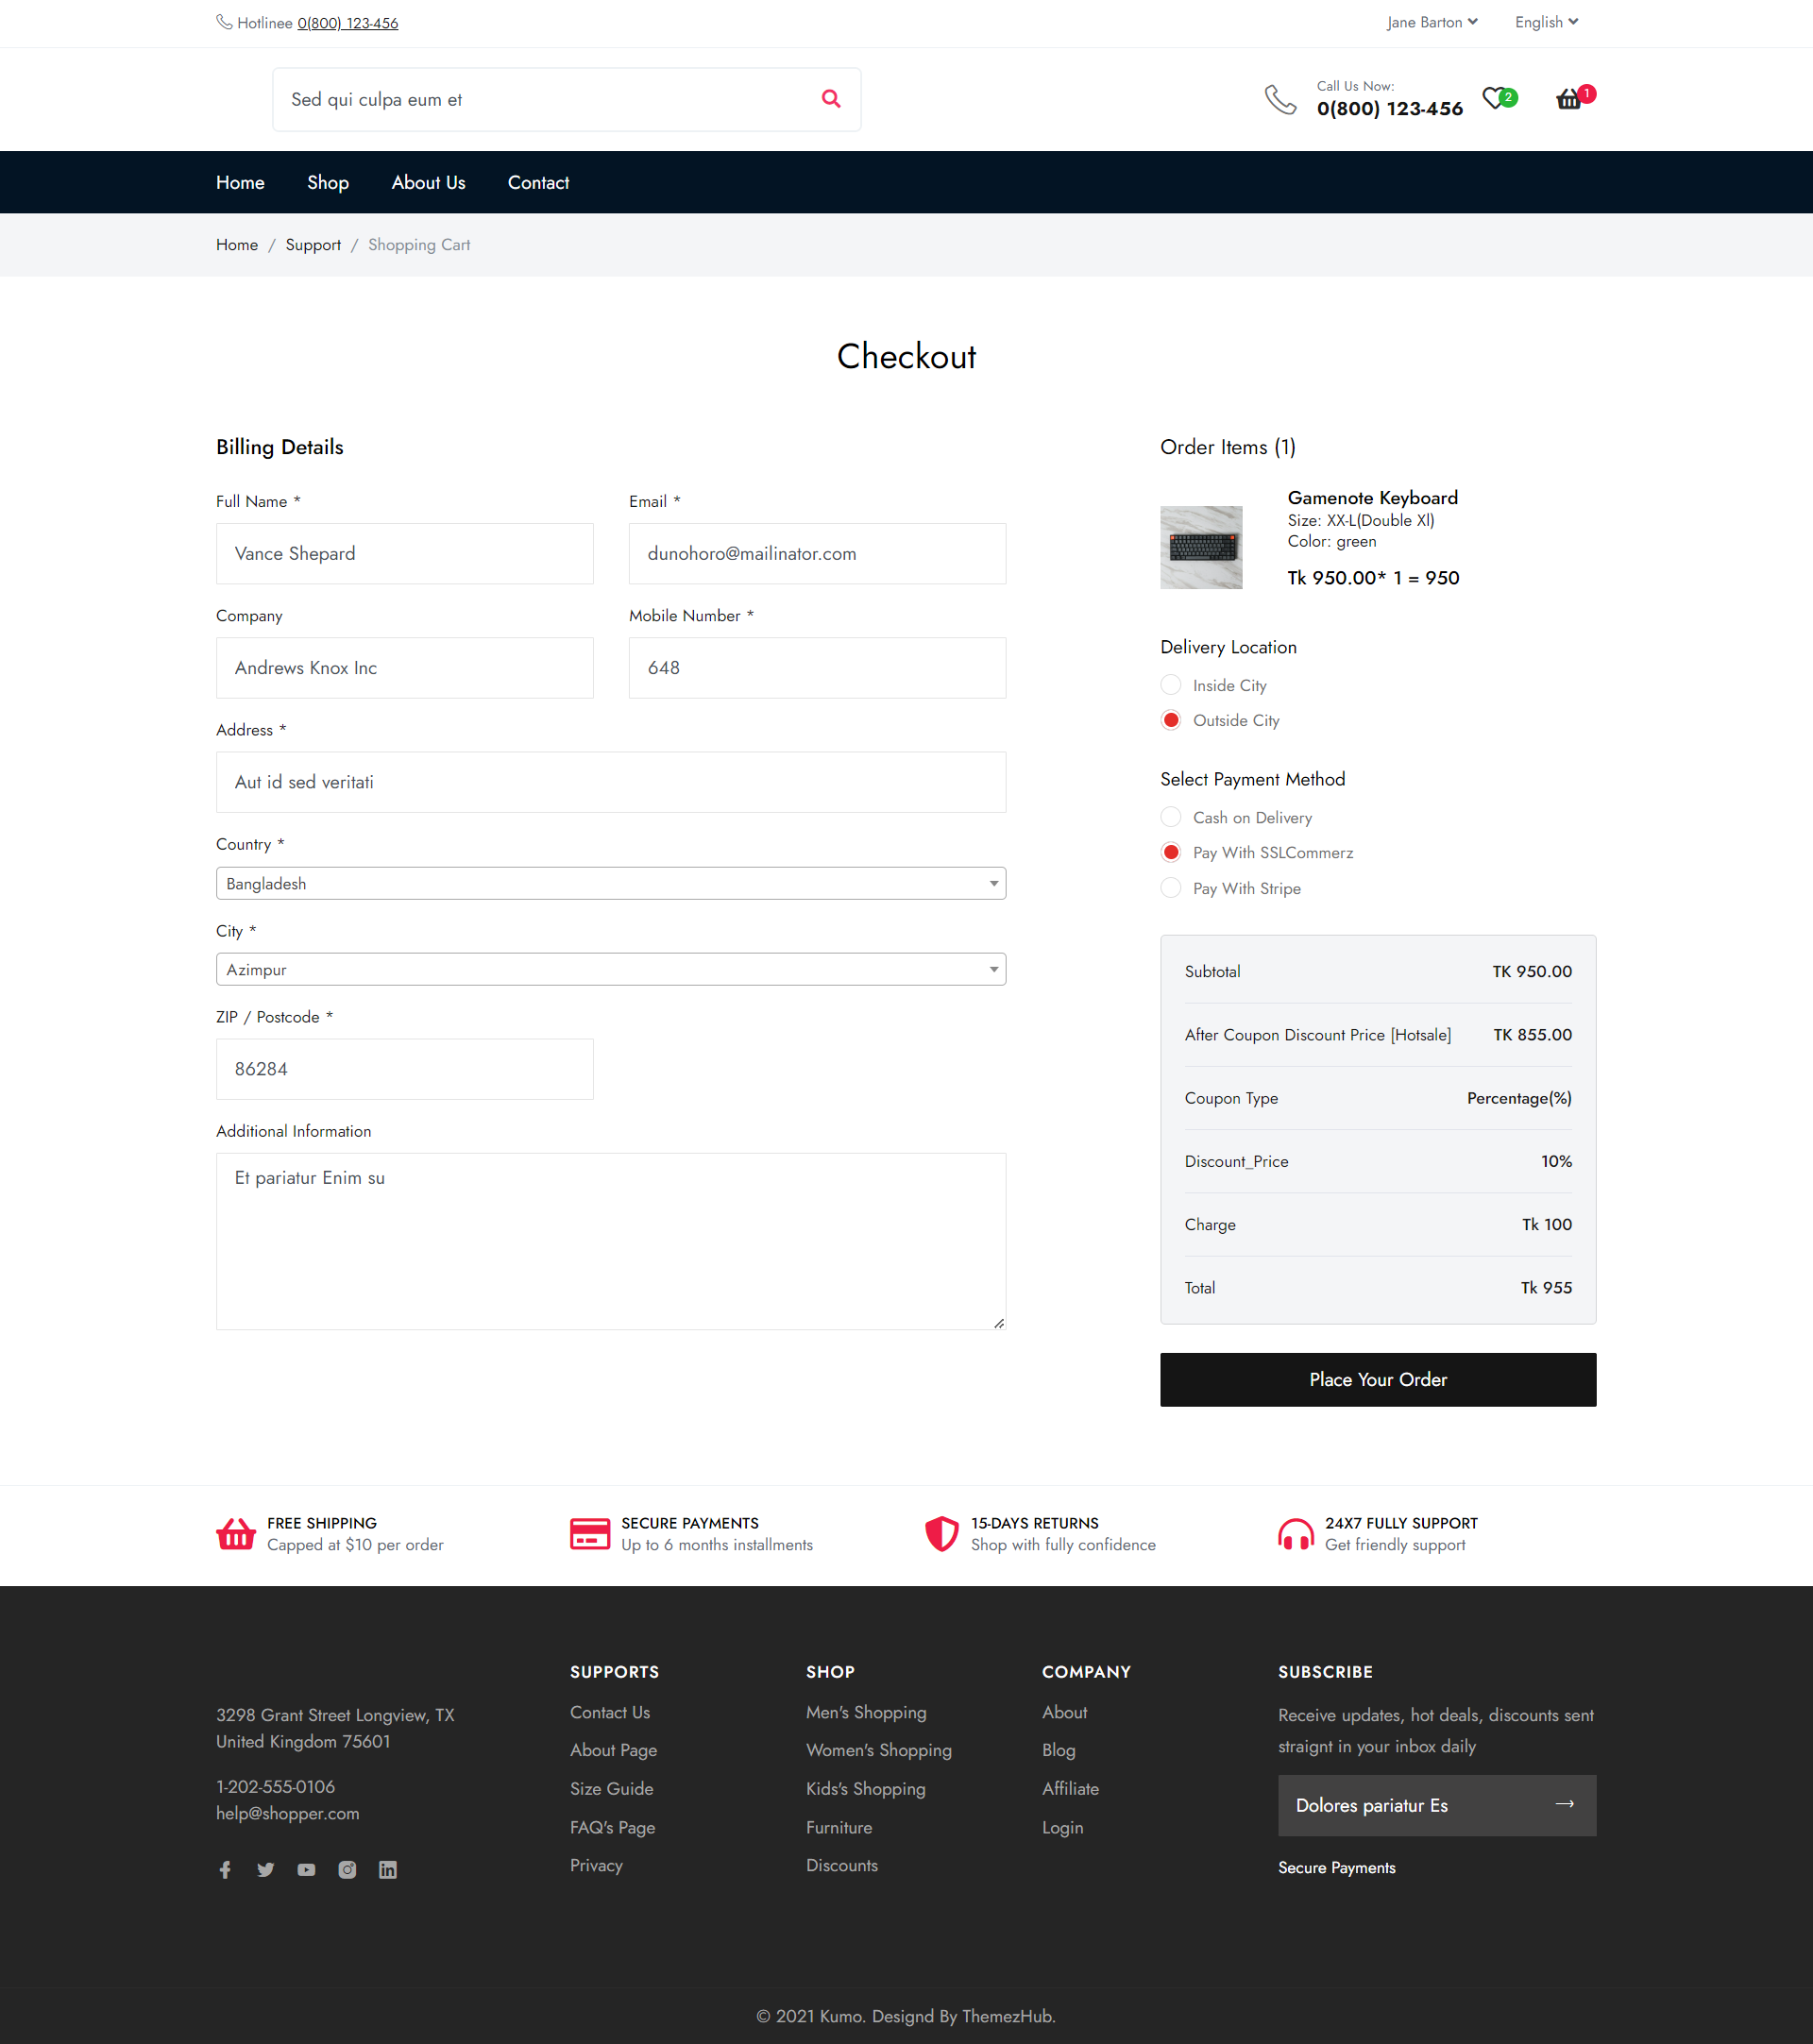 Hotlinee 0(800) 123-456
Jane Barton
English
Sed qui culpa eum et
Call Us Now:
0(800) 123-456
2
1
Home
Shop
About Us
Contact
Home / Support / Shopping Cart
Checkout
Billing Details
Full Name *
Email *
Vance Shepard
dunohoro@mailinator.com
Company
Mobile Number *
Andrews Knox Inc
648
Address *
Aut id sed veritati
Country *
Bangladesh
City *
Azimpur
ZIP / Postcode *
86284
Additional Information
Et pariatur Enim su
Order Items (1)
Gamenote Keyboard
Size: XX-L(Double Xl)
Color: green
Tk 950.00* 1 = 950
Delivery Location
Inside City
Outside City
Select Payment Method
Cash on Delivery
Pay With SSLCommerz
Pay With Stripe
Subtotal TK 950.00
After Coupon Discount Price [Hotsale] TK 855.00
Coupon Type Percentage(%)
Discount_Price 10%
Charge Tk 100
Total Tk 955
Place Your Order
FREE SHIPPING
Capped at $10 per order
SECURE PAYMENTS
Up to 6 months installments
15-DAYS RETURNS
Shop with fully confidence
24X7 FULLY SUPPORT
Get friendly support
3298 Grant Street Longview, TX
United Kingdom 75601
1-202-555-0106
help@shopper.com
SUPPORTS
Contact Us
About Page
Size Guide
FAQ's Page
Privacy
SHOP
Men's Shopping
Women's Shopping
Kids's Shopping
Furniture
Discounts
COMPANY
About
Blog
Affiliate
Login
SUBSCRIBE
Receive updates, hot deals, discounts sent
straignt in your inbox daily
Dolores pariatur Es
Secure Payments
© 2021 Kumo. Designd By ThemezHub.